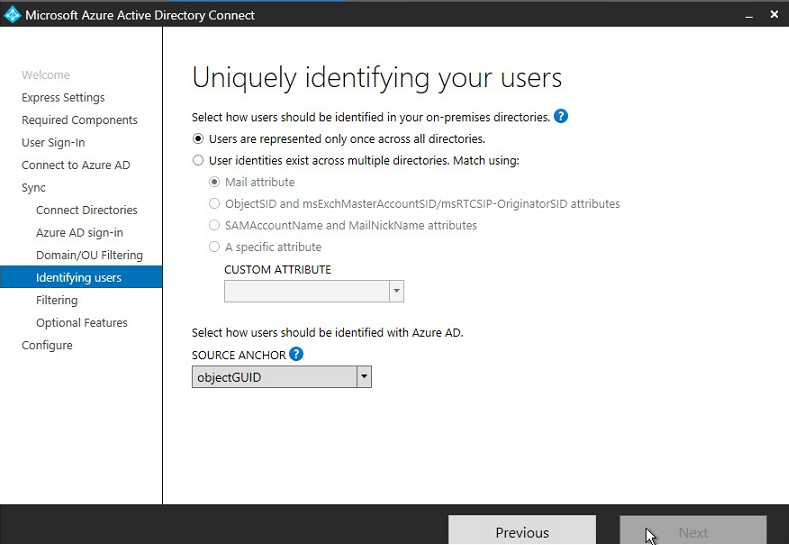 Microsoft Azure Active Directory Connect
Welcome
Express Settings
Required Components
User Sign-In
Connect to Azure AD
Sync
Connect Directories
Azure AD sign-in
Domain/OU Filtering
Identifying users
Filtering
Optional Features
Configure
Uniquely identifying your users
Select how users should be identified in your on-premises directories. ?
Users are represented only once across all directories.
User identities exist across multiple directories. Match using:
Mail attribute
ObjectSID and msExchMasterAccountSID/msRTCSIP-OriginatorSID attributes
SAMAccountName and MailNickName attributes
A specific attribute
CUSTOM ATTRIBUTE
Select how users should be identified with Azure AD.
SOURCE ANCHOR ?
objectGUID
Previous
Next